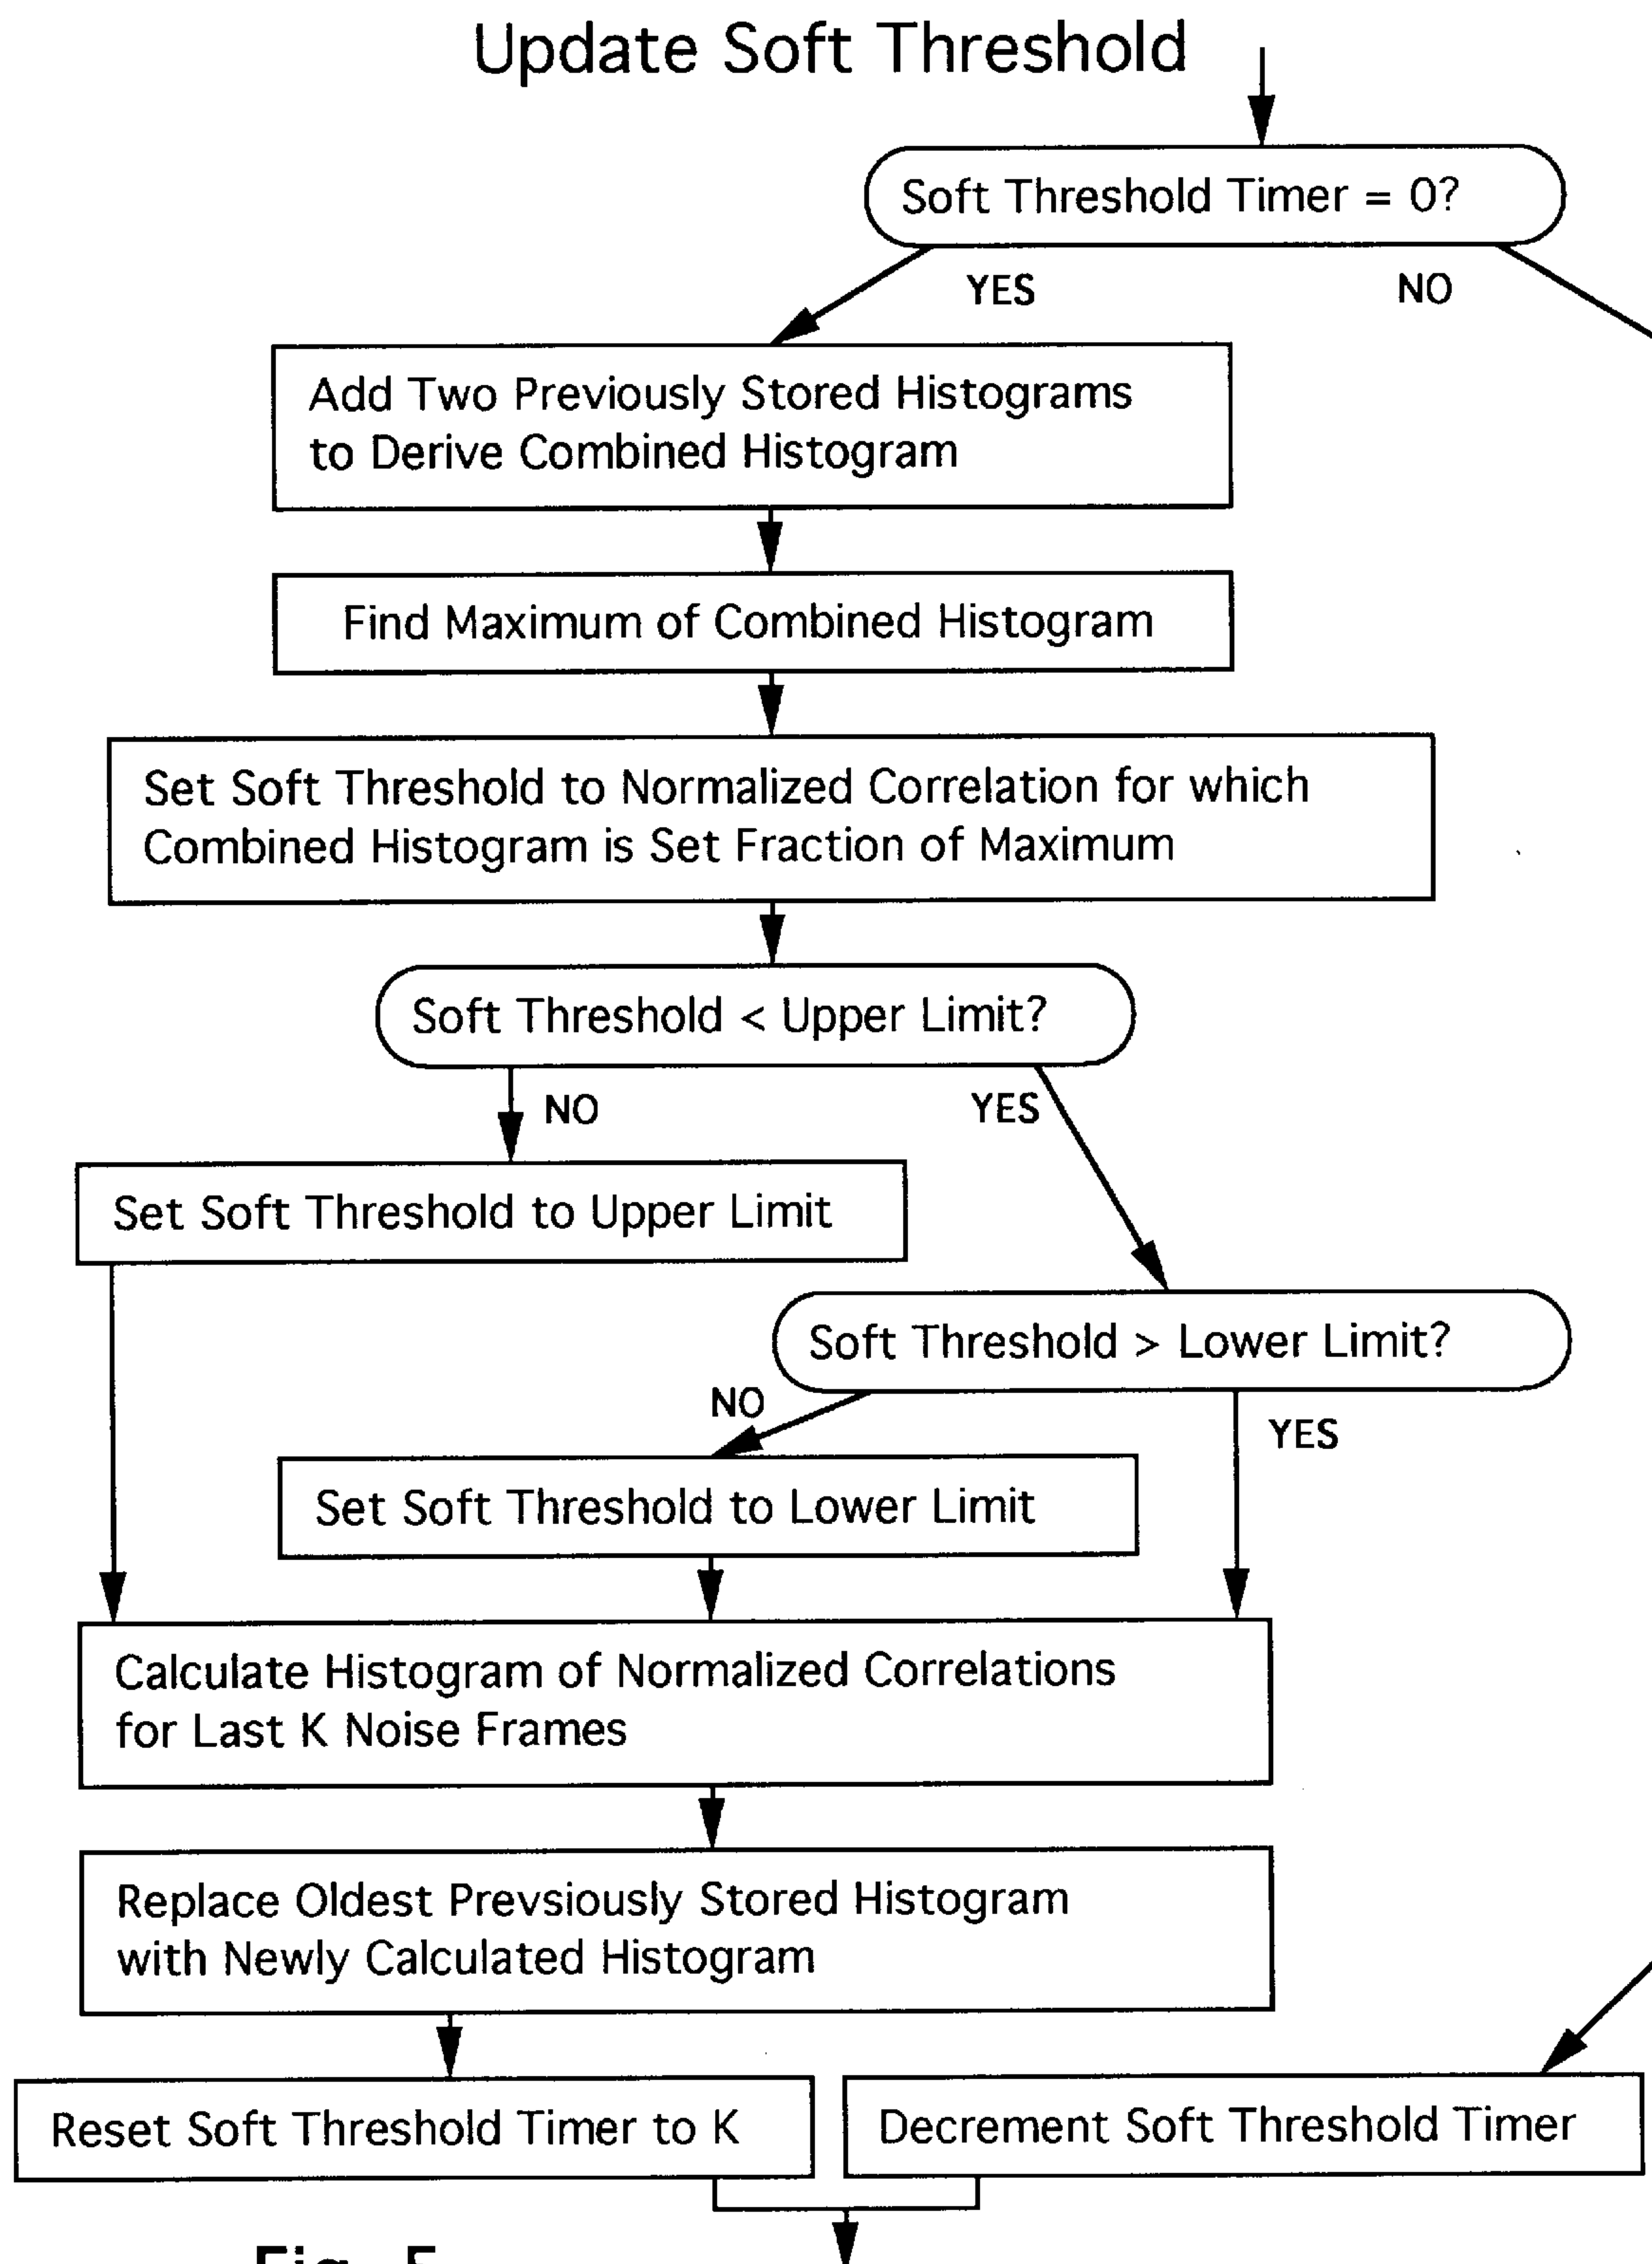 Update Soft Threshold
Soft Threshold Timer = 0?
YES
NO
Add Two Previously Stored Histograms
to Derive Combined Histogram
Find Maximum of Combined Histogram
Set Soft Threshold to Normalized Correlation for which
Combined Histogram is Set Fraction of Maximum
Soft Threshold < Upper Limit?
NO
YES
Set Soft Threshold to Upper Limit
Soft Threshold > Lower Limit?
NO
YES
Set Soft Threshold to Lower Limit
Calculate Histogram of Normalized Correlations
for Last K Noise Frames
Replace Oldest Prevsiously Stored Histogram
with Newly Calculated Histogram
Reset Soft Threshold Timer to K
Decrement Soft Threshold Timer
Fig. 5